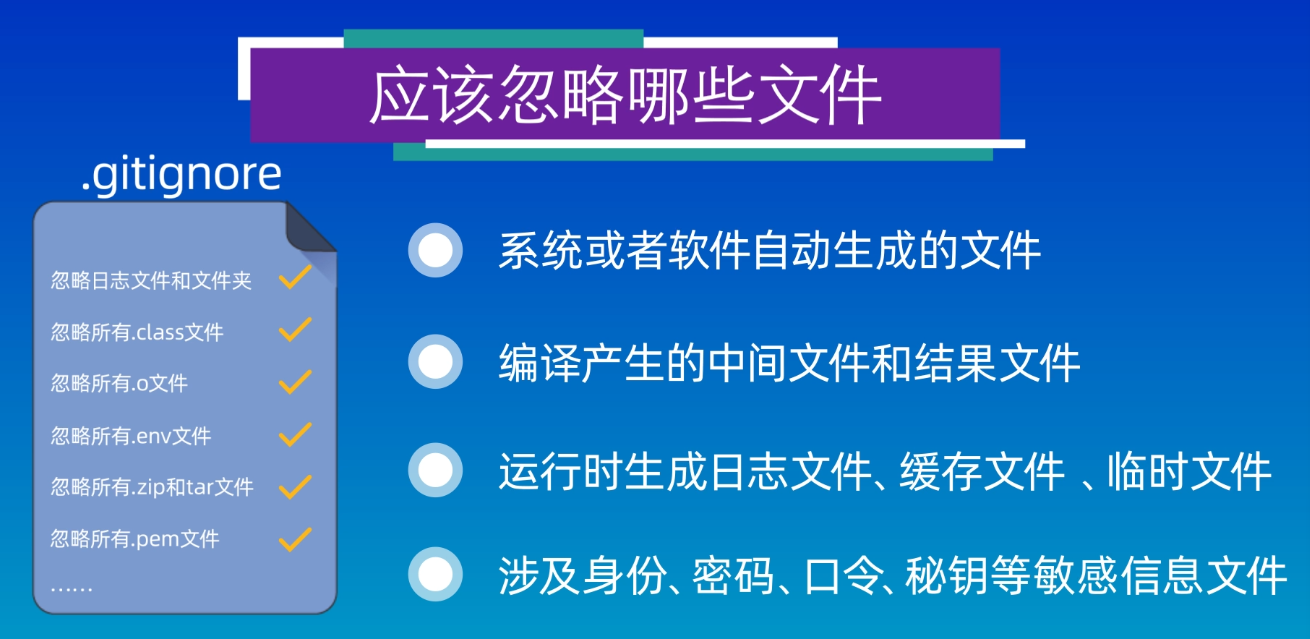 应该忽略哪些文件
.gitignore
忽略日志文件和文件夹
忽略所有.class文件
忽略所有.o文件
忽略所有.env文件
忽略所有.zip和tar文件
忽略所有.pem文件
……
系统或者软件自动生成的文件
编译产生的中间文件和结果文件
运行时生成日志文件、缓存文件 、临时文件
涉及身份、密码、口令、秘钥等敏感信息文件